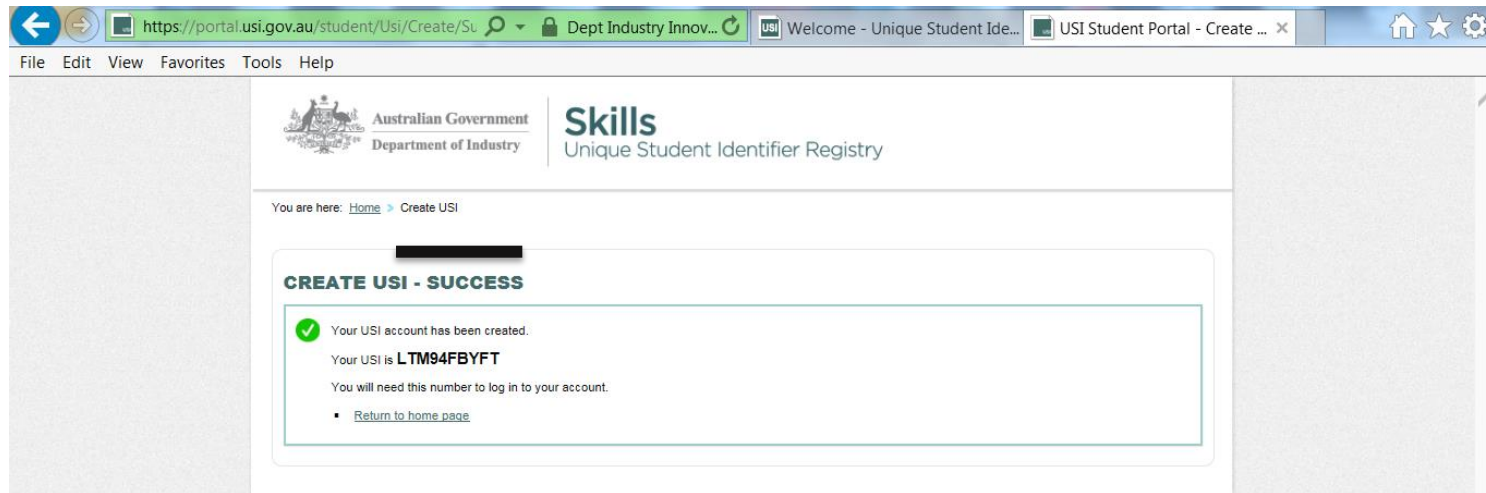 https://portal.usi.gov.au/student/Usi/Create/Su Dept Industry Innov... Welcome - Unique Student Ide... USI Student Portal - Create ...
File Edit View Favorites Tools Help
Australian Government
Department of Industry
Skills
Unique Student Identifier Registry
You are here: Home > Create USI
CREATE USI - SUCCESS
Your USI account has been created.
Your USI is LTM94FBYFT
You will need this number to log in to your account.
Return to home page